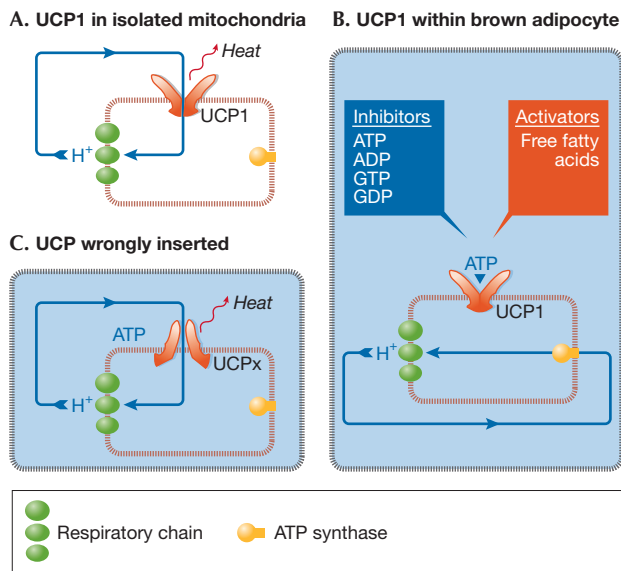 A. UCP1 in isolated mitochondria
Heat
UCP1
H+
B. UCP1 within brown adipocyte
Inhibitors
ATP
ADP
GTP
GDP
Activators
Free fatty
acids
ATP
UCP1
H+
C. UCP wrongly inserted
Heat
ATP
UCPx
H+
Respiratory chain
ATP synthase